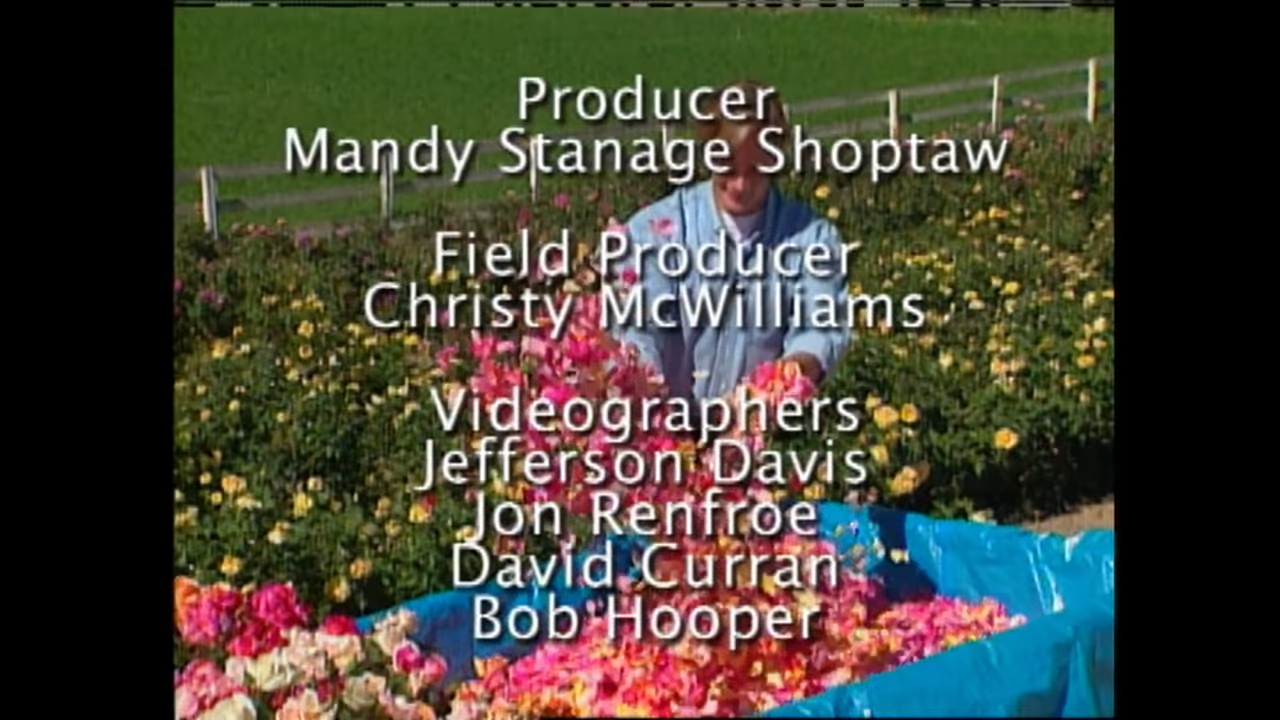 Producer
Mandy Stanage Shoptaw
Field Producer
Christy McWilliams
Videographers
Jefferson Davis
Jon Renfroe
David Curran
Bob Hooper